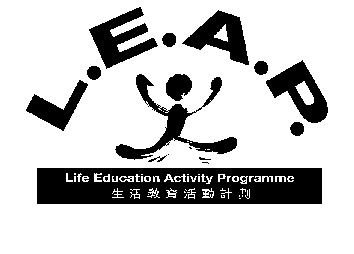 L.E.A.P.
Life Education Activity Programme
生活教育活動計劃